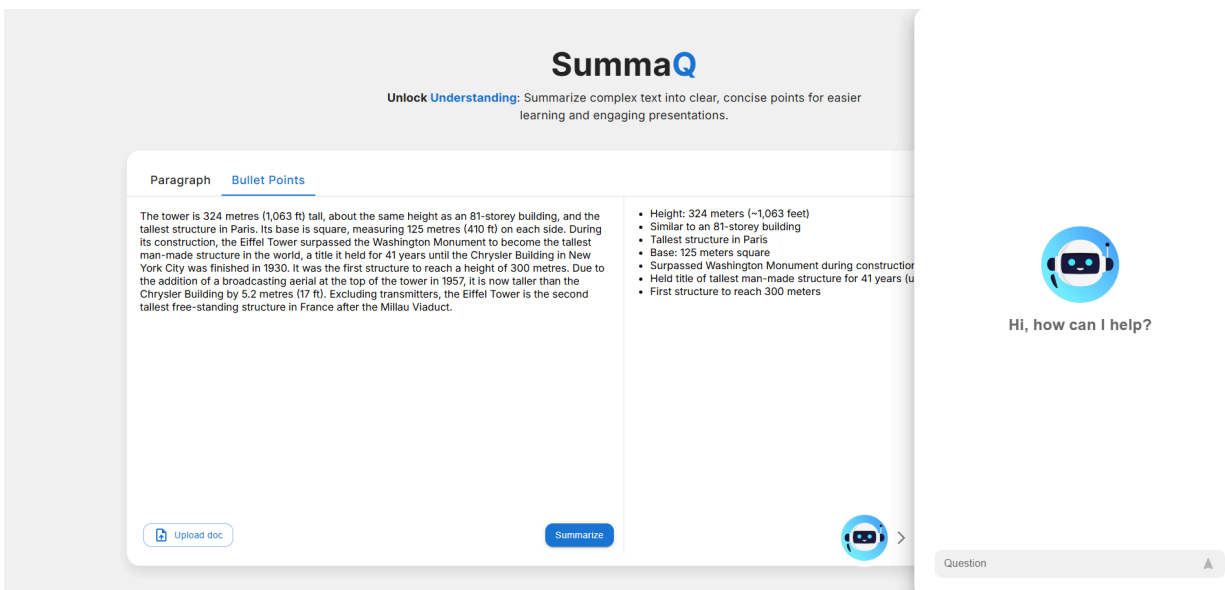 SummaQ
Unlock Understanding: Summarize complex text into clear, concise points for easier
learning and engaging presentations.
Paragraph
Bullet Points
The tower is 324 metres (1,063 ft) tall, about the same height as an 81-storey building, and the
tallest structure in Paris. Its base is square, measuring 125 metres (410 ft) on each side. During
its construction, the Eiffel Tower surpassed the Washington Monument to become the tallest
man-made structure in the world, a title it held for 41 years until the Chrysler Building in New
York City was finished in 1930. It was the first structure to reach a height of 300 metres. Due to
the addition of a broadcasting aerial at the top of the tower in 1957, it is now taller than the
Chrysler Building by 5.2 metres (17 ft). Excluding transmitters, the Eiffel Tower is the second
tallest free-standing structure in France after the Millau Viaduct.
• Height: 324 meters (~1,063 feet)
• Similar to an 81-storey building
• Tallest structure in Paris
• Base: 125 meters square
• Surpassed Washington Monument during construction
• Held title of tallest man-made structure for 41 years (u
• First structure to reach 300 meters
Upload doc
Summarize
Hi, how can I help?
Question